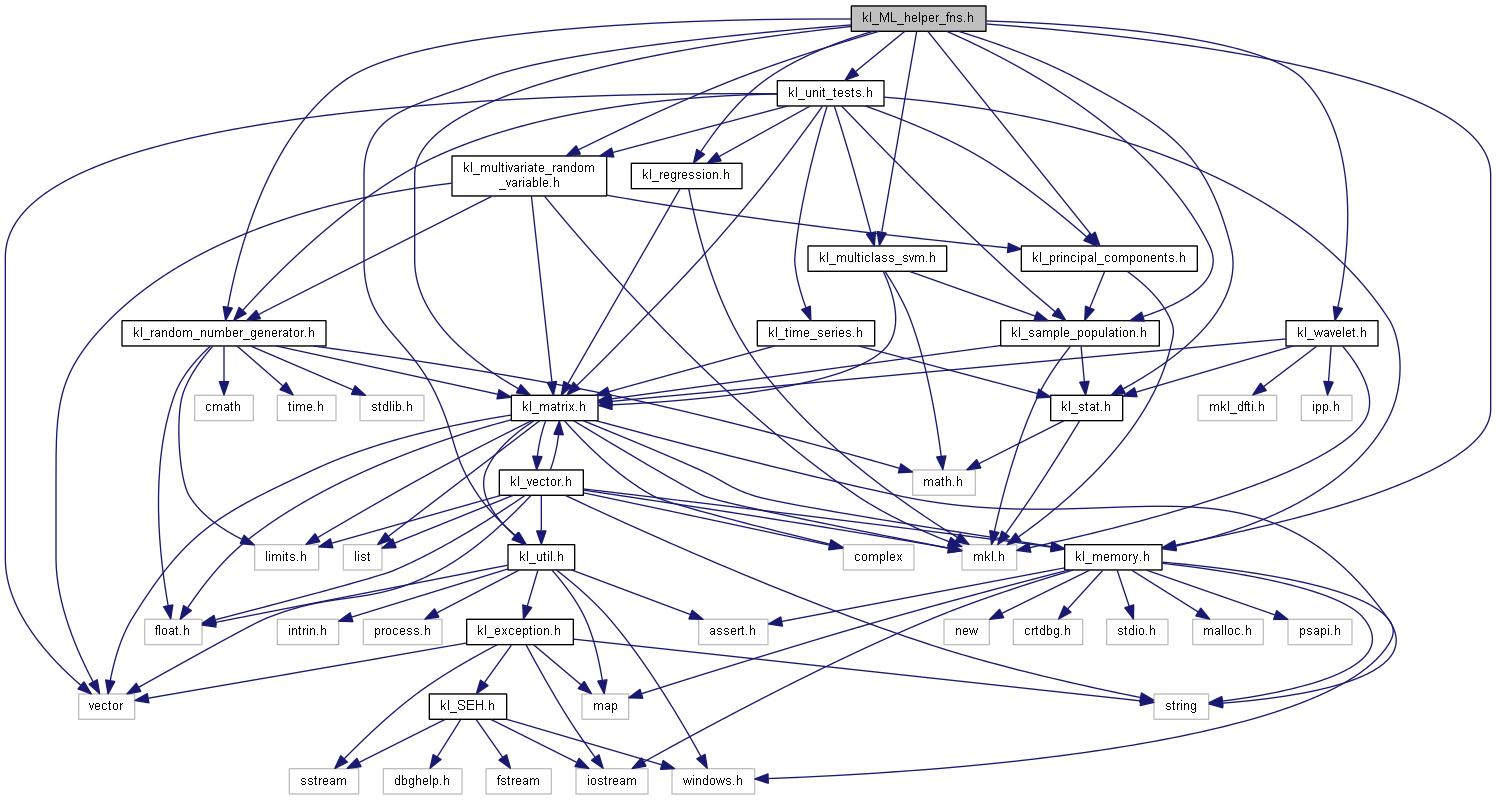 kl_ML_helper_fns.h
kl_unit_tests.h
kl_multivariate_random
_variable.h
kl_regression.h
kl_multiclass_svm.h
kl_principal_components.h
kl_random_number_generator.h
kl_time_series.h
kl_sample_population.h
kl_wavelet.h
cmath
time.h
stdlib.h
kl_matrix.h
kl_stat.h
mkl_dfti.h
ipp.h
kl_vector.h
math.h
limits.h
list
kl_util.h
complex
mkl.h
kl_memory.h
float.h
intrin.h
process.h
kl_exception.h
assert.h
new
crtdbg.h
stdio.h
malloc.h
psapi.h
vector
kl_SEH.h
map
string
sstream
dbghelp.h
fstream
iostream
windows.h